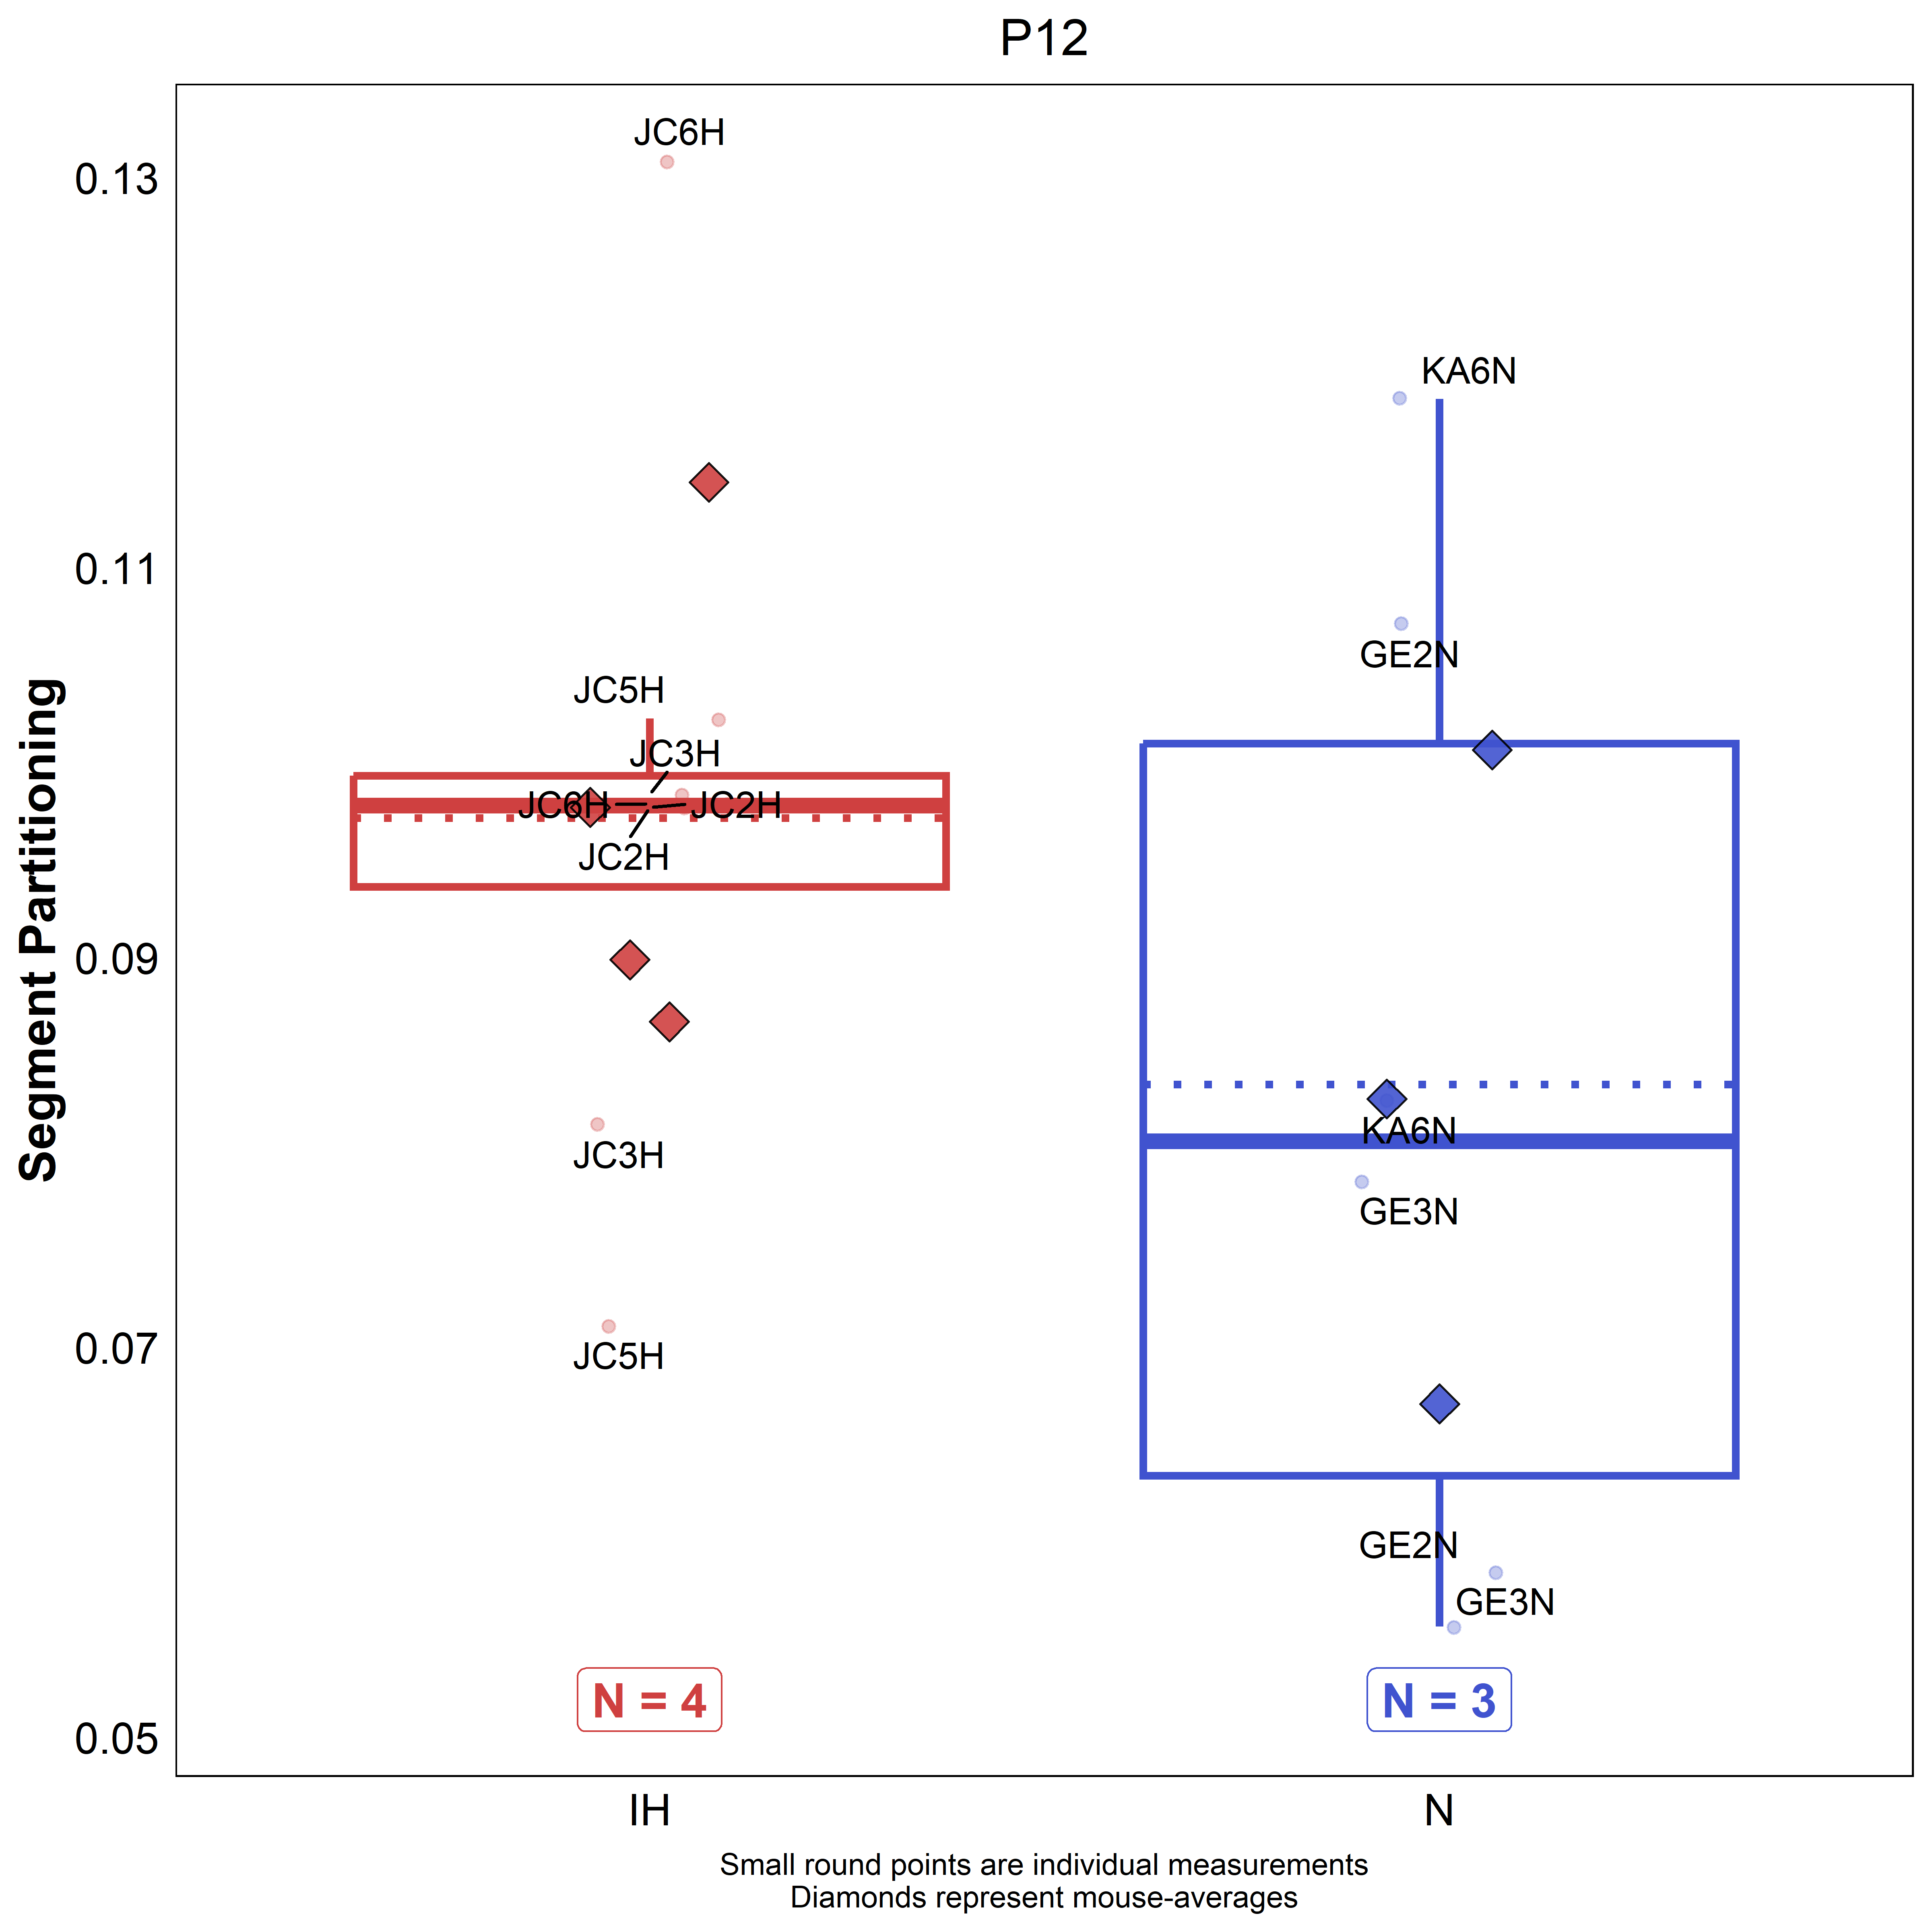 P12
Segment Partitioning
0.13
0.11
0.09
0.07
0.05
JC6H
JC5H
JC3H
JC6H
JC2H
JC2H
JC3H
JC5H
KA6N
GE2N
KA6N
GE3N
GE2N
GE3N
N = 4
N = 3
IH
N
Small round points are individual measurements
Diamonds represent mouse-averages